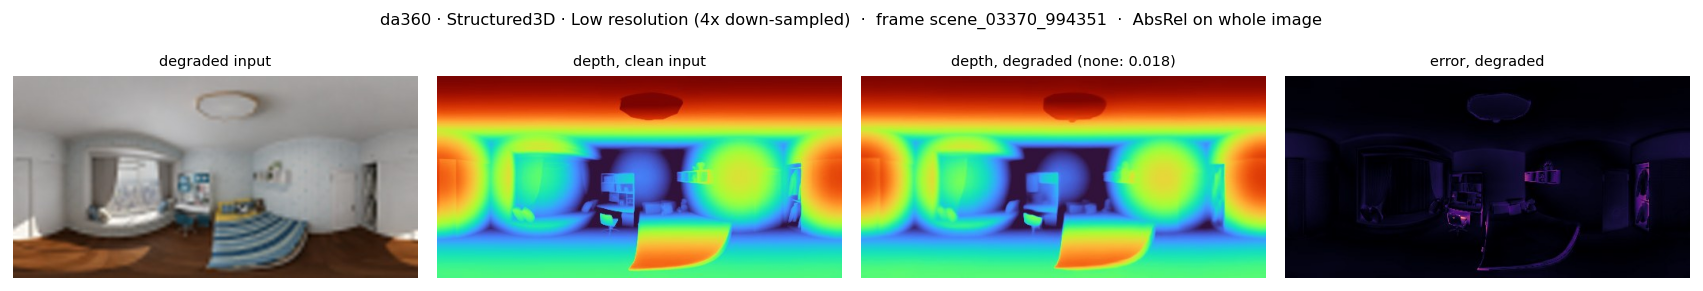 da360 · Structured3D · Low resolution (4x down-sampled) · frame scene_03370_994351 · AbsRel on whole image
degraded input
depth, clean input
depth, degraded (none: 0.018)
error, degraded